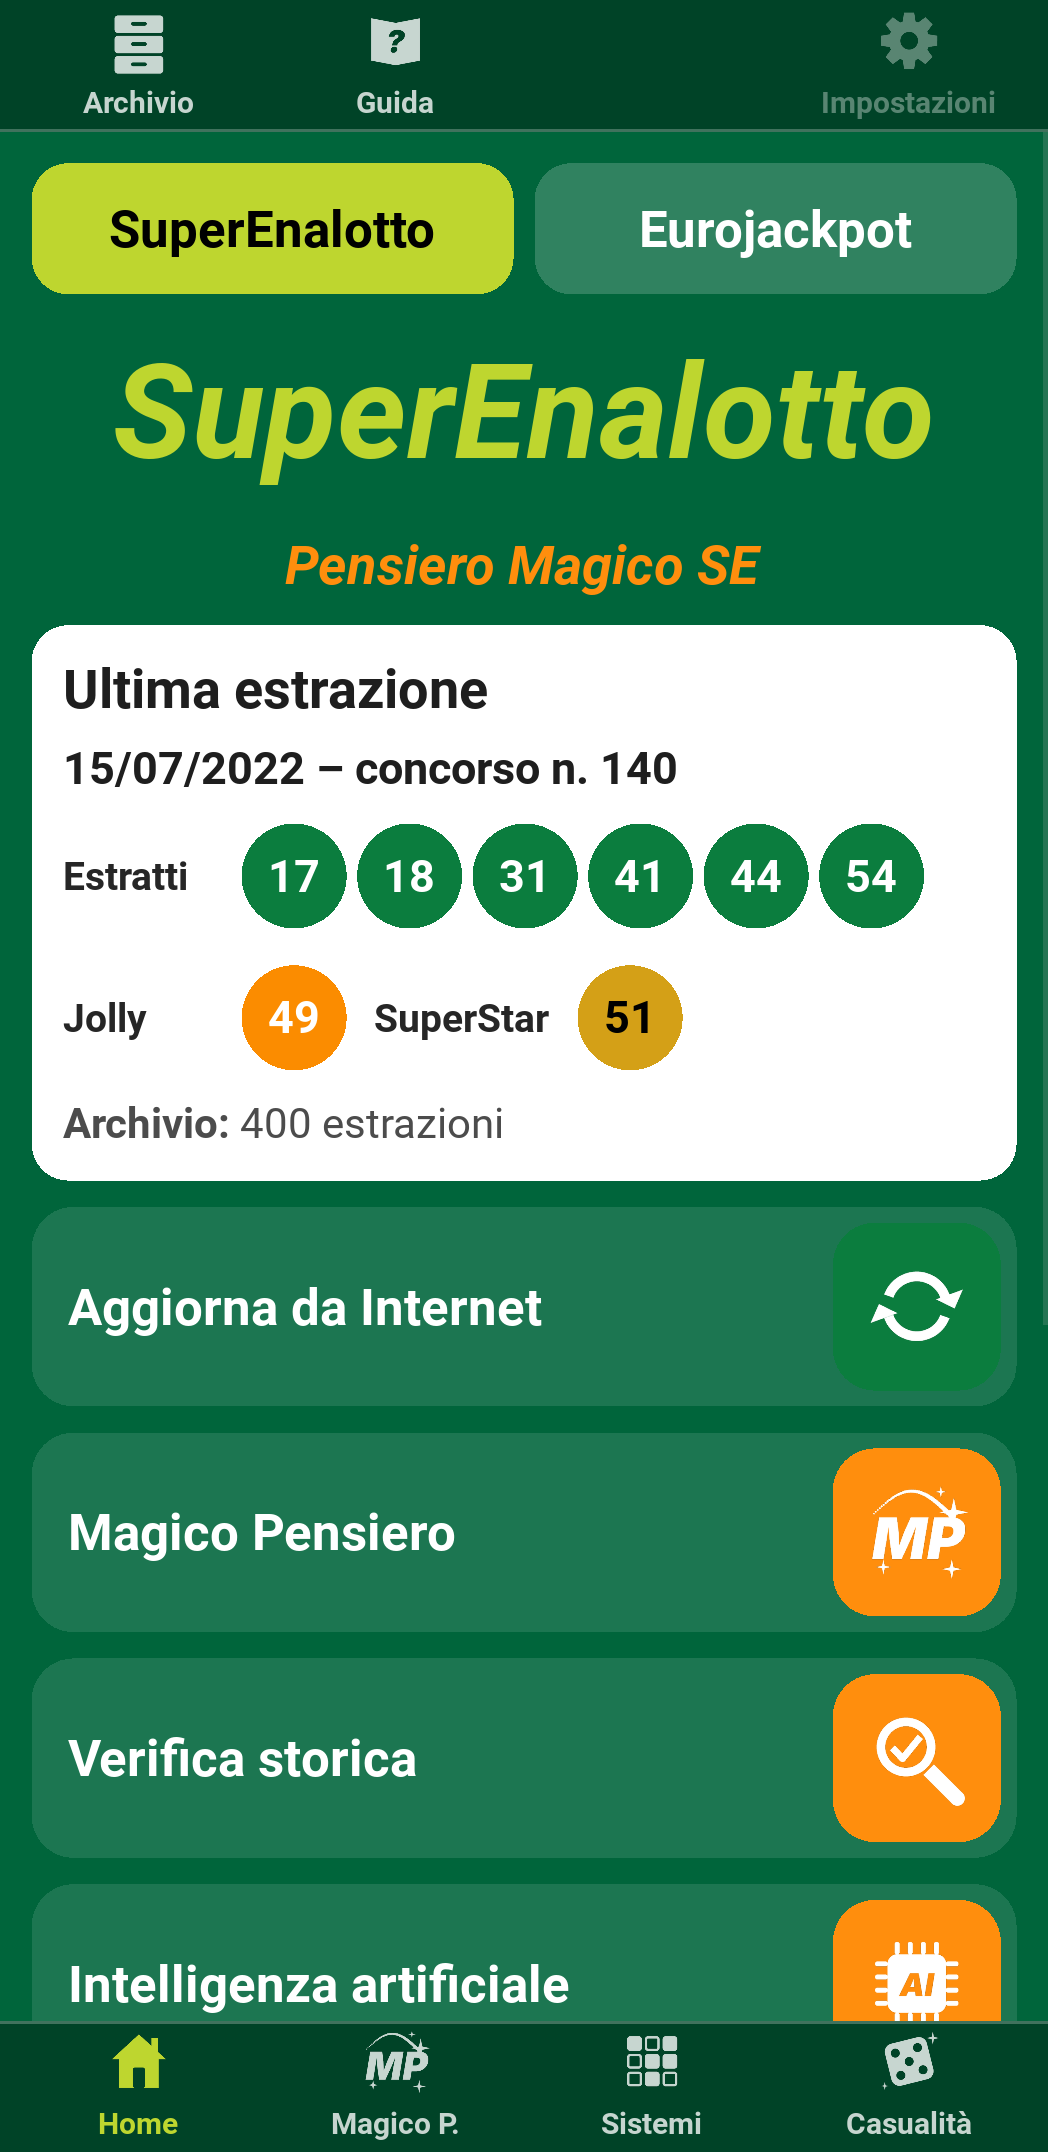 Archivio Guida Impostazioni
SuperEnalotto Eurojackpot
SuperEnalotto
Pensiero Magico SE
Ultima estrazione
15/07/2022 – concorso n. 140
Estratti 17 18 31 41 44 54
Jolly 49 SuperStar 51
Archivio: 400 estrazioni
Aggiorna da Internet
Magico Pensiero MP
Verifica storica
Intelligenza artificiale AI
MP
Home Magico P. Sistemi Casualità